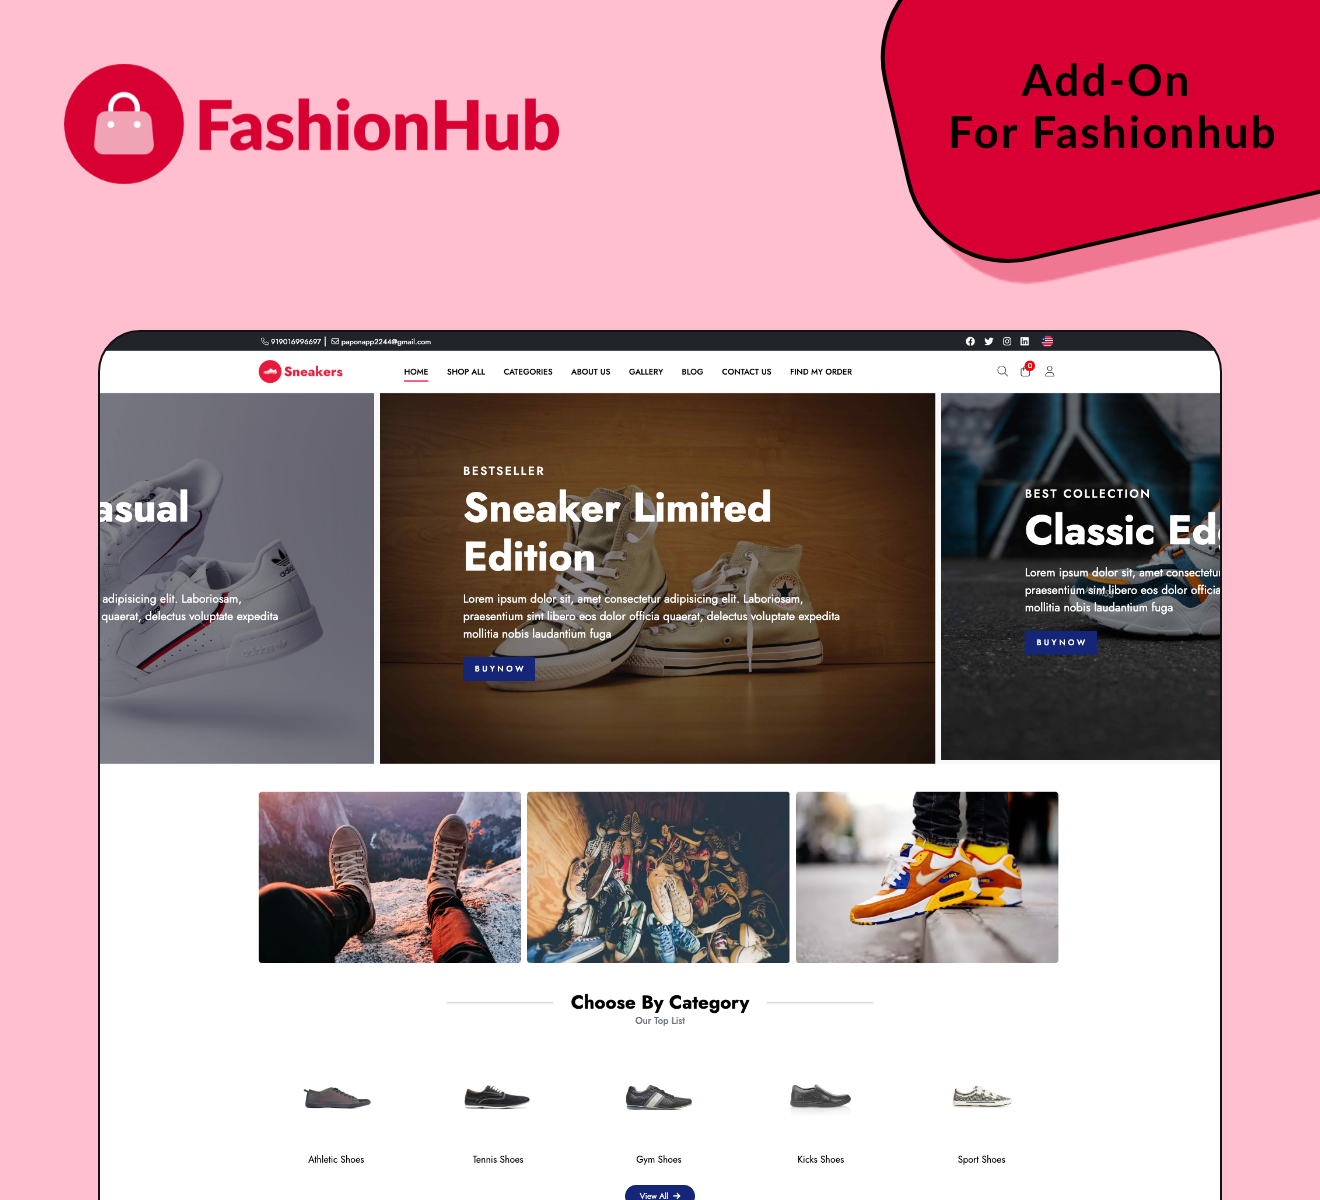 FashionHub
Add-On
For Fashionhub
919016996697 | paponapp2244@gmail.com
Sneakers
HOME SHOP ALL CATEGORIES ABOUT US GALLERY BLOG CONTACT US FIND MY ORDER
0
asual
adipisicing elit. Laboriosam,
quaerat, delectus voluptate expedita
adidas
BESTSELLER
Sneaker Limited
Edition
Lorem ipsum dolor sit, amet consectetur adipisicing elit. Laboriosam,
praesentium sint libero eos dolor officia quaerat, delectus voluptate expedita
mollitia nobis laudantium fuga
BUYNOW
BEST COLLECTION
Classic Ed
Lorem ipsum dolor sit, amet consectetur
praesentium sint libero eos dolor officia
mollitia nobis laudantium fuga
BUYNOW
Choose By Category
Our Top List
Athletic Shoes
Tennis Shoes
Gym Shoes
Kicks Shoes
Sport Shoes
View All